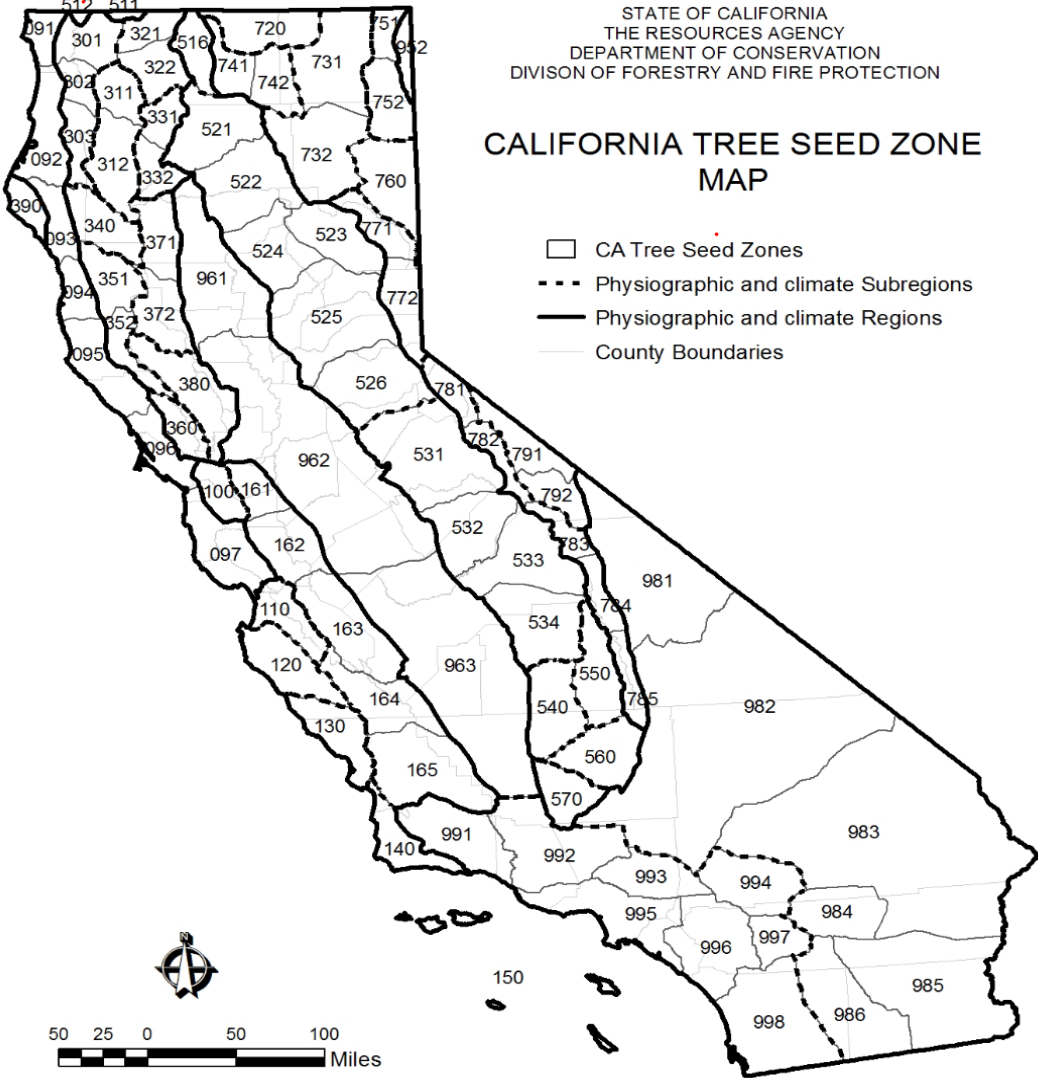 STATE OF CALIFORNIA
THE RESOURCES AGENCY
DEPARTMENT OF CONSERVATION
DIVISON OF FORESTRY AND FIRE PROTECTION
CALIFORNIA TREE SEED ZONE
MAP
CA Tree Seed Zones
Physiographic and climate Subregions
Physiographic and climate Regions
County Boundaries
512 511
091 301 321 516 720 751
952
322 741 742 731
302 311 752
331 521
303 312 732
092 332 522 760
390 340 523 771
093 371 524
351 961
094 372 772
352 525
095
380 526 781
360 782
096 962 531 791
100 161 792
532
097 162 533 783
981
110 163 534 784
120 963 550
164 540 785 982
130
165 560
570
991 983
140 992
993 994
995 984
996 997
150 985
998 986
N
50 25 0 50 100
Miles